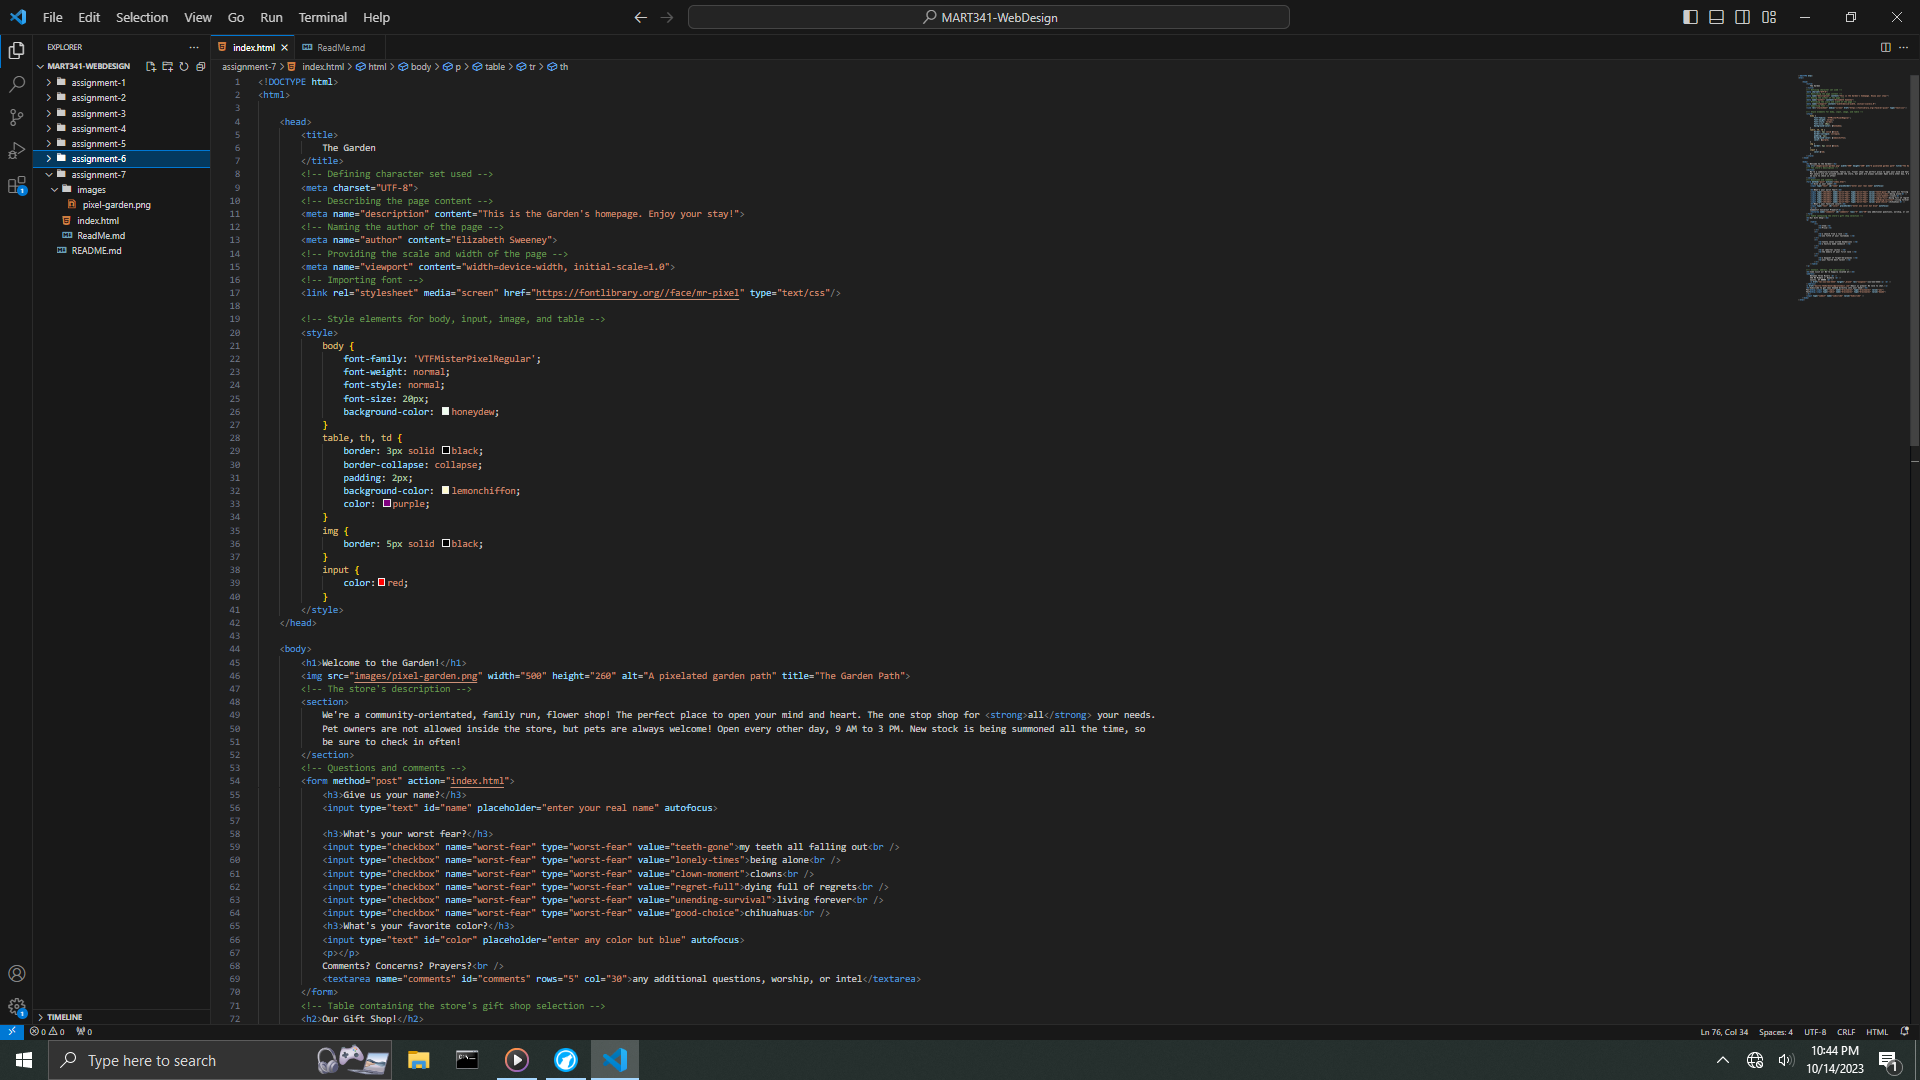 File Edit Selection View Go Run Terminal Help
MART341-WebDesign
EXPLORER
MART341-WEBDESIGN
assignment-1
assignment-2
assignment-3
assignment-4
assignment-5
assignment-6
assignment-7
images
pixel-garden.png
index.html
ReadMe.md
README.md
TIMELINE
index.html ReadMe.md
assignment-7 > index.html > html > body > p > table > tr > th
1 <!DOCTYPE html>
2 <html>
3
4 <head>
5 <title>
6 The Garden
7 </title>
8 <!-- Defining character set used -->
9 <meta charset="UTF-8">
10 <!-- Describing the page content -->
11 <meta name="description" content="This is the Garden's homepage. Enjoy your stay!">
12 <!-- Naming the author of the page -->
13 <meta name="author" content="Elizabeth Sweeney">
14 <!-- Providing the scale and width of the page -->
15 <meta name="viewport" content="width=device-width, initial-scale=1.0">
16 <!-- Importing font -->
17 <link rel="stylesheet" media="screen" href="https://fontlibrary.org//face/mr-pixel" type="text/css"/>
18
19 <!-- Style elements for body, input, image, and table -->
20 <style>
21 body {
22 font-family: 'VTFMisterPixelRegular';
23 font-weight: normal;
24 font-style: normal;
25 font-size: 20px;
26 background-color: honeydew;
27 }
28 table, th, td {
29 border: 3px solid black;
30 border-collapse: collapse;
31 padding: 2px;
32 background-color: lemonchiffon;
33 color: purple;
34 }
35 img {
36 border: 5px solid black;
37 }
38 input {
39 color: red;
40 }
41 </style>
42 </head>
43
44 <body>
45 <h1>Welcome to the Garden!</h1>
46 <img src="images/pixel-garden.png" width="500" height="260" alt="A pixelated garden path" title="The Garden Path">
47 <!-- The store's description -->
48 <section>
49 We're a community-orientated, family run, flower shop! The perfect place to open your mind and heart. The one stop shop for <strong>all</strong> your needs.
50 Pet owners are not allowed inside the store, but pets are always welcome! Open every other day, 9 AM to 3 PM. New stock is being summoned all the time, so
51 be sure to check in often!
52 </section>
53 <!-- Questions and comments -->
54 <form method="post" action="index.html">
55 <h3>Give us your name?</h3>
56 <input type="text" id="name" placeholder="enter your real name" autofocus>
57
58 <h3>What's your worst fear?</h3>
59 <input type="checkbox" name="worst-fear" type="worst-fear" value="teeth-gone">my teeth all falling out<br />
60 <input type="checkbox" name="worst-fear" type="worst-fear" value="lonely-times">being alone<br />
61 <input type="checkbox" name="worst-fear" type="worst-fear" value="clown-moment">clowns<br />
62 <input type="checkbox" name="worst-fear" type="worst-fear" value="regret-full">dying full of regrets<br />
63 <input type="checkbox" name="worst-fear" type="worst-fear" value="unending-survival">living forever<br />
64 <input type="checkbox" name="worst-fear" type="worst-fear" value="good-choice">chihuahuas<br />
65 <h3>What's your favorite color?</h3>
66 <input type="text" id="color" placeholder="enter any color but blue" autofocus>
67 <p></p>
68 Comments? Concerns? Prayers?<br />
69 <textarea name="comments" id="comments" rows="5" col="30">any additional questions, worship, or intel</textarea>
70 </form>
71 <!-- Table containing the store's gift shop selection -->
72 <h2>Our Gift Shop!</h2>
0 0 0 Ln 76, Col 34 Spaces: 4 UTF-8 CRLF HTML
Type here to search
10:44 PM
10/14/2023
1